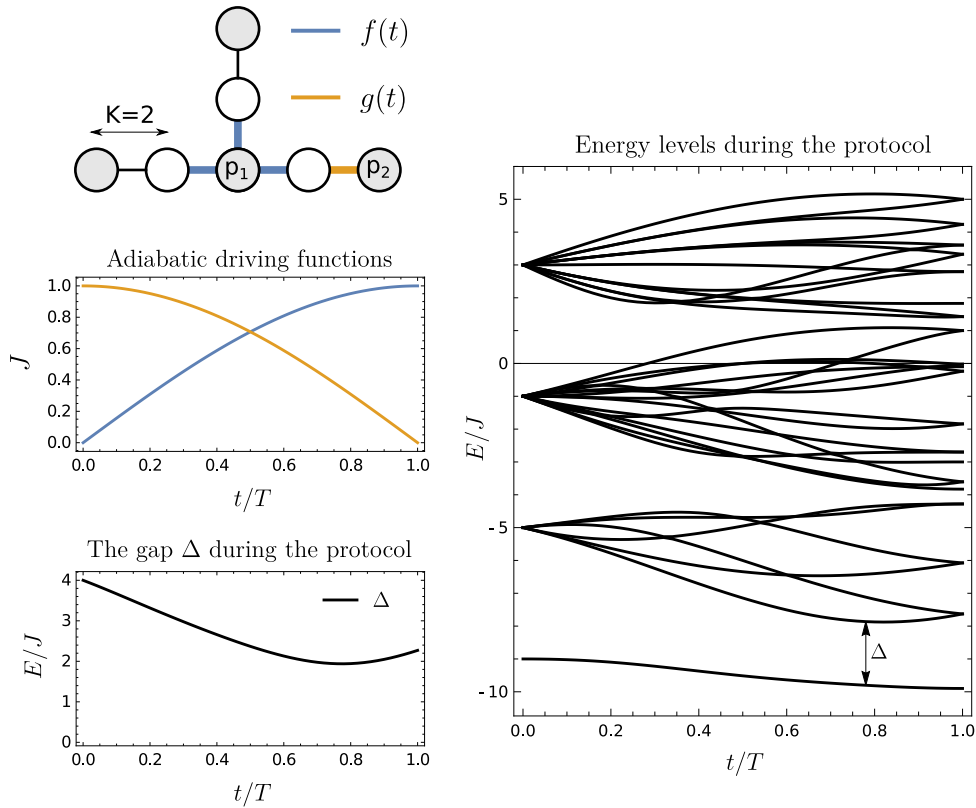 f(t)
g(t)
K=2
p₁
p₂
Adiabatic driving functions
J
1.0
0.8
0.6
0.4
0.2
0.0
0.0 0.2 0.4 0.6 0.8 1.0
t/T
The gap Δ during the protocol
Δ
E/J
4
3
2
1
0
0.0 0.2 0.4 0.6 0.8 1.0
t/T
Energy levels during the protocol
E/J
5
0
-5
-10
Δ
0.0 0.2 0.4 0.6 0.8 1.0
t/T